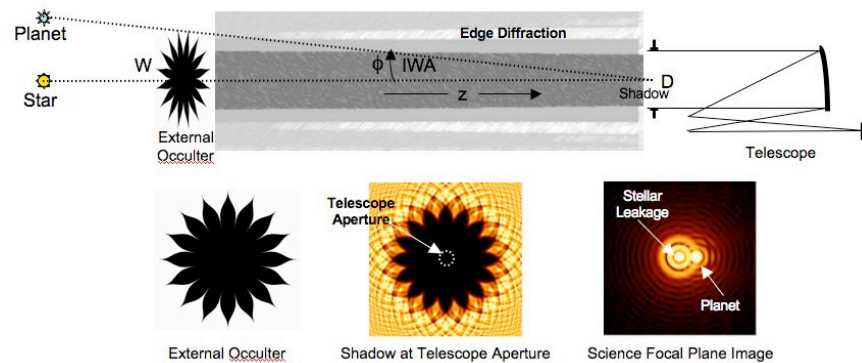 Planet
Edge Diffraction
W
ϕ
IWA
Star
z
Shadow
D
External
Occulter
Telescope
Telescope
Aperture
Stellar
Leakage
Planet
External Occulter
Shadow at Telescope Aperture
Science Focal Plane Image